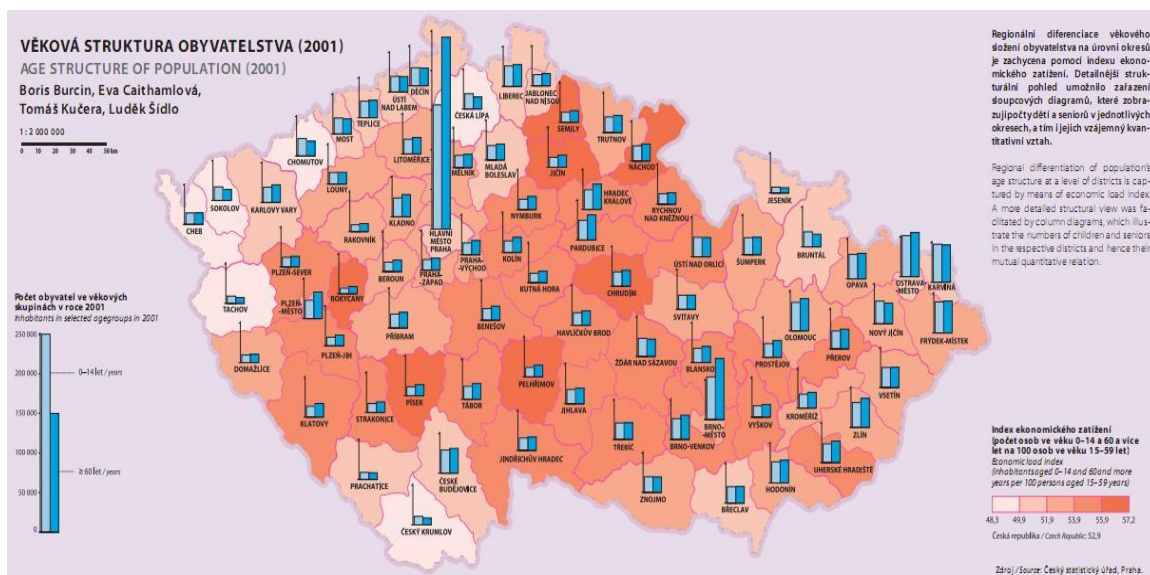 VĚKOVÁ STRUKTURA OBYVATELSTVA (2001)
AGE STRUCTURE OF POPULATION (2001)
Boris Burcin, Eva Caithamlová,
Tomáš Kučera, Luděk Šídlo
1 : 2 000 000
0 10 20 30 40 50 km
Regionální diferenciace věkového
složení obyvatelstva na úrovni okresů
je zachycena pomocí indexu ekono-
mického zatížení. Detailnější struk-
turální pohled umožnilo zařazení
sloupcových diagramů, které zobra-
zují počty dětí a seniorů v jednotlivých
okresech, a tím i jejich vzájemný kvan-
titativní vztah.
Regional differentiation of population's
age structure at a level of districts is cap-
tured by means of economic load index.
A more detailed structural view was fa-
cilitated by column diagrams, which illus-
trate the numbers of children and seniors
in the respective districts and hence their
mutual quantitative relation.
DĚČÍN
ÚSTÍ
NAD LABEM
TEPLICE
MOST
CHOMUTOV
LOUNY
LITOMĚŘICE
ČESKÁ LÍPA
LIBEREC
JABLONEC
NAD NISOU
SEMILY
TRUTNOV
NÁCHOD
JIČÍN
MLADÁ
BOLESLAV
MĚLNÍK
SOKOLOV
CHEB
KARLOVY VARY
RAKOVNÍK
KLADNO
HLAVNÍ
MĚSTO
PRAHA
PRAHA-
VÝCHOD
PRAHA-
ZÁPAD
BEROUN
NYMBURK
KOLÍN
KUTNÁ HORA
HRADEC
KRÁLOVÉ
PARDUBICE
RYCHNOV
NAD KNĚŽNOU
ÚSTÍ NAD ORLICÍ
CHRUDIM
SVITAVY
ŠUMPERK
JESENÍK
BRUNTÁL
OPAVA
OSTRAVA-
MĚSTO
KARVINÁ
FRÝDEK-MÍSTEK
NOVÝ JIČÍN
OLOMOUC
PŘEROV
PROSTĚJOV
VSETÍN
KROMĚŘÍŽ
ZLÍN
UHERSKÉ HRADIŠTĚ
HODONÍN
VYŠKOV
BLANSKO
BRNO-
MĚSTO
BRNO-VENKOV
BŘECLAV
ZNOJMO
TŘEBÍČ
ŽĎÁR NAD SÁZAVOU
HAVLÍČKŮV BROD
JIHLAVA
PELHŘIMOV
JINDŘICHŮV HRADEC
BENEŠOV
TÁBOR
PŘÍBRAM
PÍSEK
STRAKONICE
ČESKÉ
BUDĚJOVICE
ČESKÝ KRUMLOV
PRACHATICE
KLATOVY
DOMAŽLICE
TACHOV
PLZEŇ-SEVER
PLZEŇ-
-MĚSTO
PLZEŇ-JIH
ROKYCANY
Počet obyvatel ve věkových
skupinách v roce 2001
Inhabitants in selected agegroups in 2001
250 000
200 000
150 000
100 000
50 000
0
0–14 let / years
≥ 60 let / years
Index ekonomického zatížení
(počet osob ve věku 0–14 a 60 a více
let na 100 osob ve věku 15–59 let)
Economic load index
(inhabitants aged 0–14 and 60 and more
years per 100 persons aged 15–59 years)
48,3 49,9 51,9 53,9 55,9 57,2
Česká republika / Czech Republic: 52,9
Zdroj / Source: Český statistický úřad, Praha.